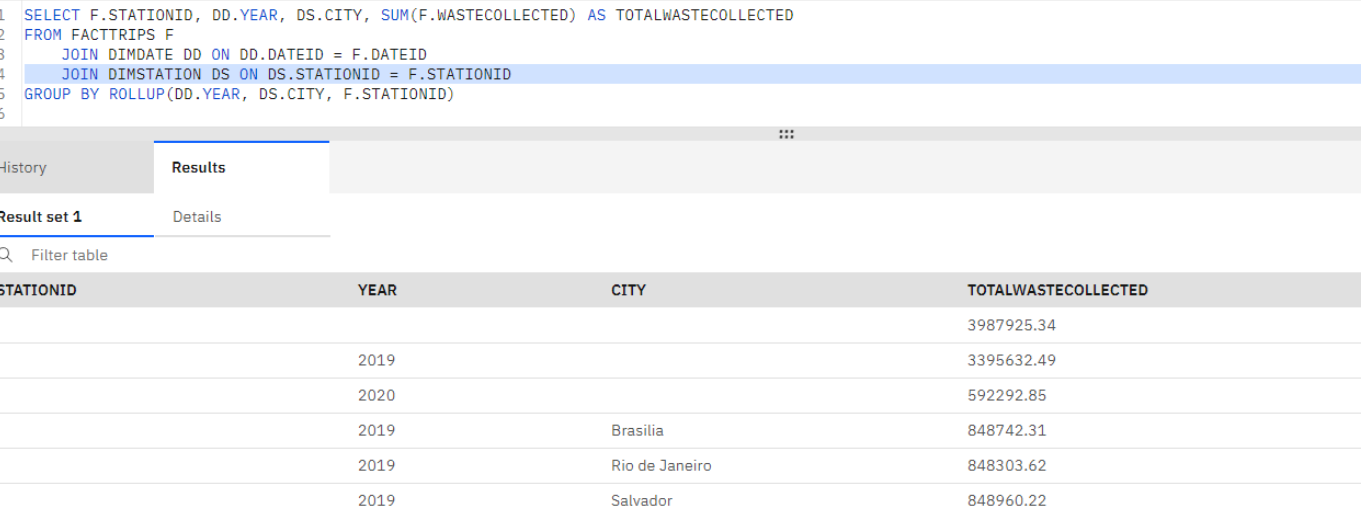 1 SELECT F.STATIONID, DD.YEAR, DS.CITY, SUM(F.WASTECOLLECTED) AS TOTALWASTECOLLECTED
2 FROM FACTTRIPS F
3 JOIN DIMDATE DD ON DD.DATEID = F.DATEID
4 JOIN DIMSTATION DS ON DS.STATIONID = F.STATIONID
5 GROUP BY ROLLUP(DD.YEAR, DS.CITY, F.STATIONID)
6
History Results
Result set 1 Details
Filter table
STATIONID YEAR CITY TOTALWASTECOLLECTED
3987925.34
2019 3395632.49
2020 592292.85
2019 Brasilia 848742.31
2019 Rio de Janeiro 848303.62
2019 Salvador 848960.22